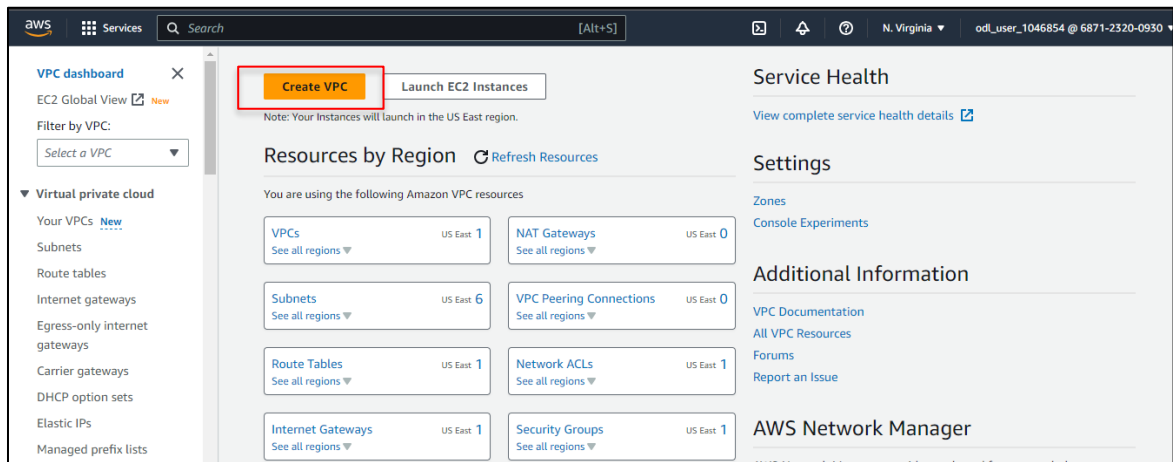 aws Services Search [Alt+S] N. Virginia odl_user_1046854 @ 6871-2320-0930
VPC dashboard
EC2 Global View New
Filter by VPC:
Select a VPC
Virtual private cloud
Your VPCs New
Subnets
Route tables
Internet gateways
Egress-only internet
gateways
Carrier gateways
DHCP option sets
Elastic IPs
Managed prefix lists
Create VPC Launch EC2 Instances
Note: Your Instances will launch in the US East region.
Resources by Region Refresh Resources
You are using the following Amazon VPC resources
VPCs US East 1
See all regions
NAT Gateways US East 0
See all regions
Subnets US East 6
See all regions
VPC Peering Connections US East 0
See all regions
Route Tables US East 1
See all regions
Network ACLs US East 1
See all regions
Internet Gateways US East 1
See all regions
Security Groups US East 1
See all regions
Service Health
View complete service health details
Settings
Zones
Console Experiments
Additional Information
VPC Documentation
All VPC Resources
Forums
Report an Issue
AWS Network Manager